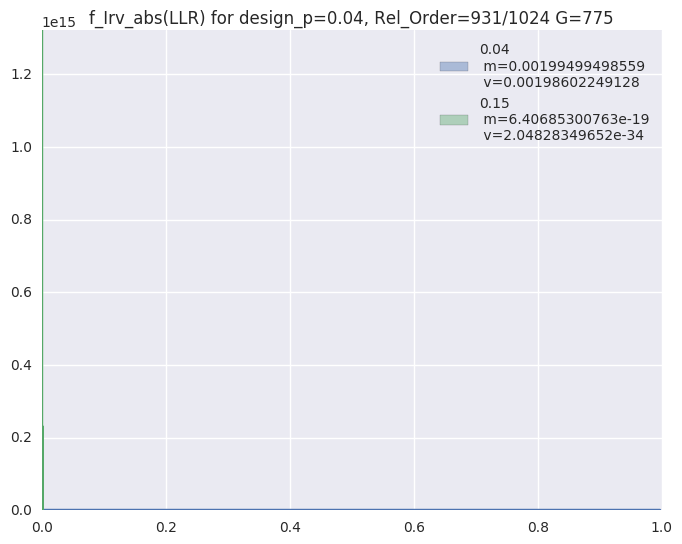 f_Irv_abs(LLR) for design_p=0.04, Rel_Order=931/1024 G=775
1e15
0.04
m=0.00199499498559
v=0.00198602249128
0.15
m=6.40685300763e-19
v=2.04828349652e-34
1.2
1.0
0.8
0.6
0.4
0.2
0.0
0.0 0.2 0.4 0.6 0.8 1.0